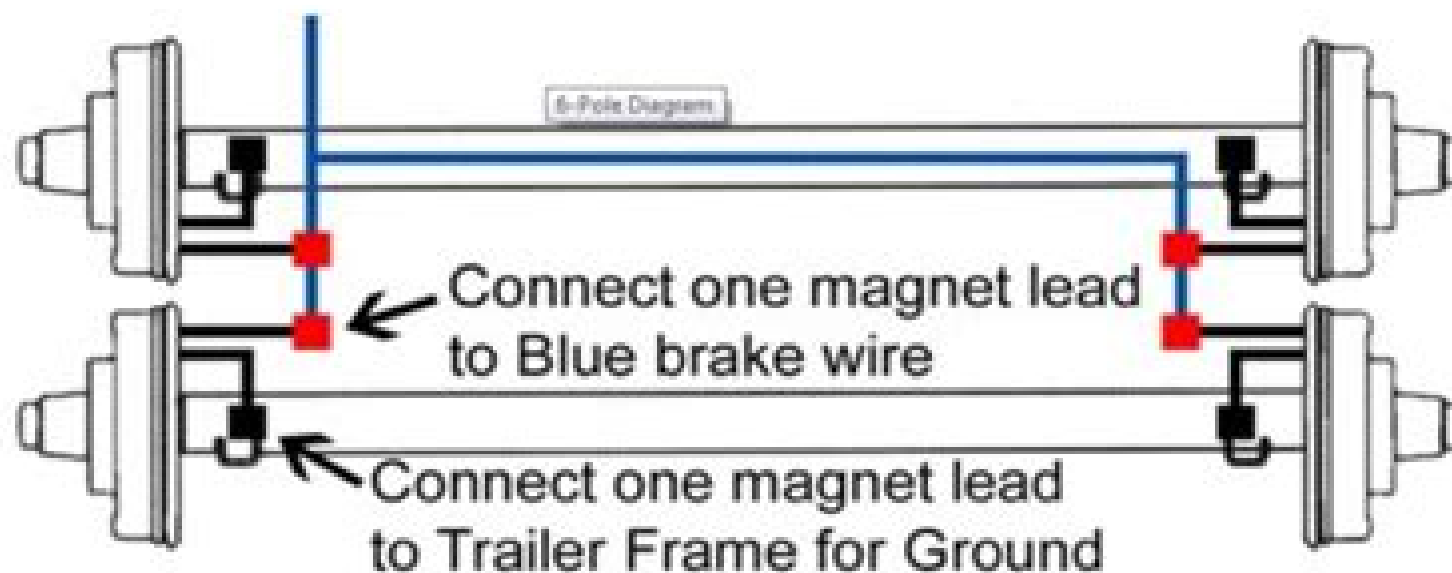 6-Pole Diagram
Connect one magnet lead
to Blue brake wire
Connect one magnet lead
to Trailer Frame for Ground